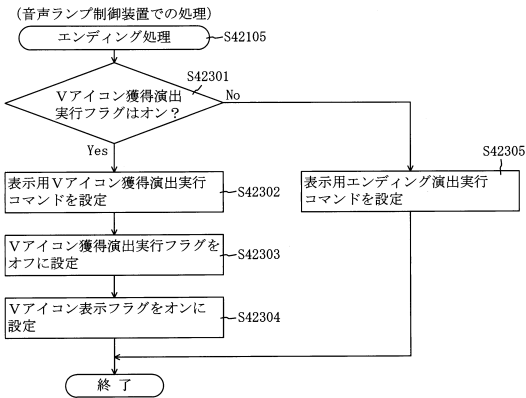 (音声ランプ制御装置での処理)
エンディング処理
S42105
S42301
Vアイコン獲得演出
実行フラグはオン?
No
Yes
S42305
表示用Vアイコン獲得演出実行
コマンドを設定
S42302
表示用エンディング演出実行
コマンドを設定
Vアイコン獲得演出実行フラグを
オフに設定
S42303
Vアイコン表示フラグをオンに
設定
S42304
終了